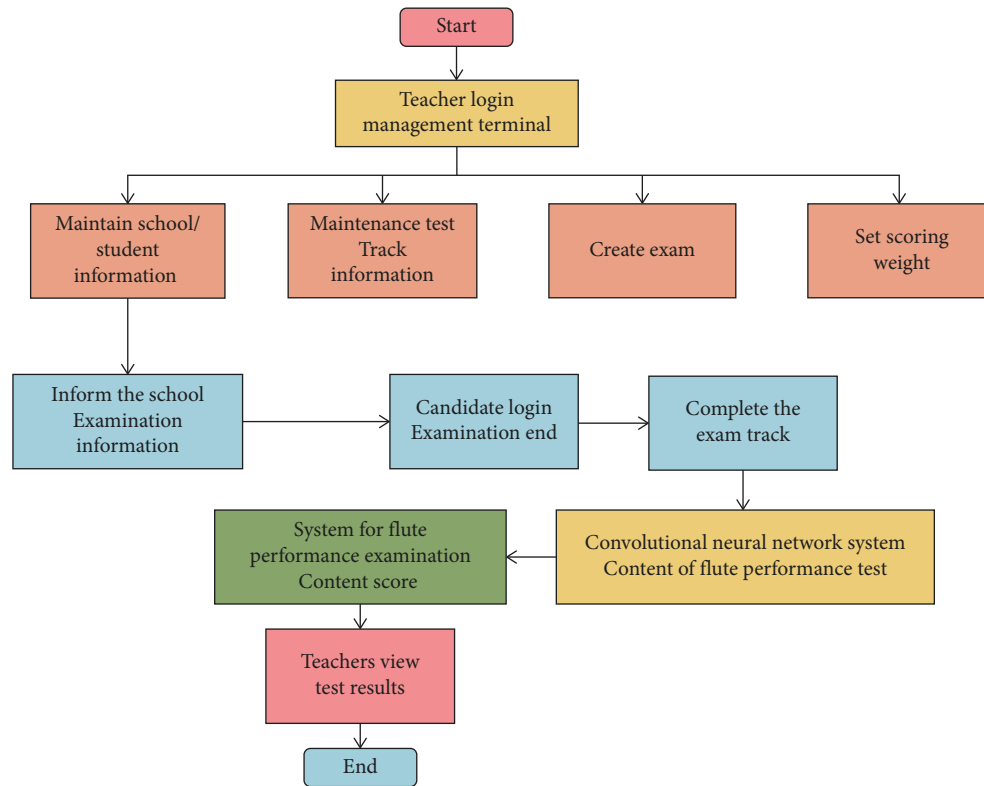 Start
Teacher login
management terminal
Maintain school/
student
information
Maintenance test
Track
information
Create exam
Set scoring
weight
Inform the school
Examination
information
Candidate login
Examination end
Complete the
exam track
System for flute
performance examination
Content score
Convolutional neural network system
Content of flute performance test
Teachers view
test results
End